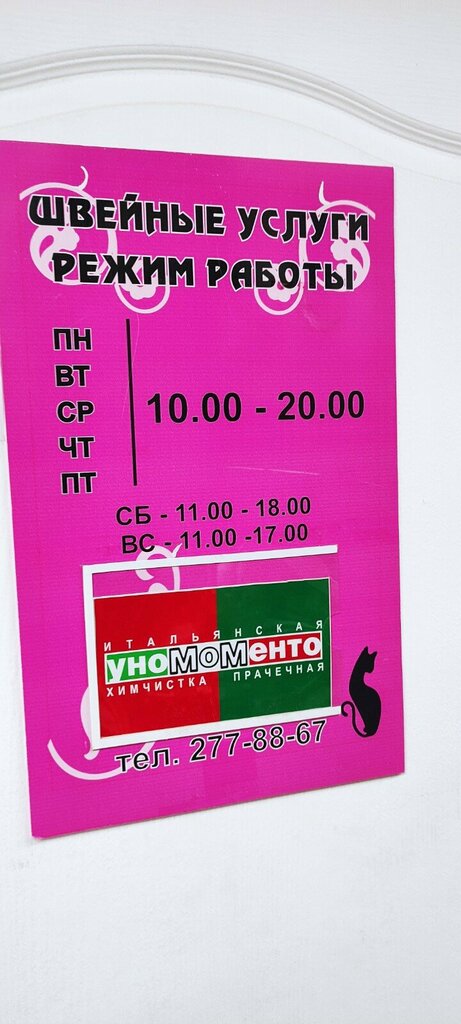 ШВЕЙНЫЕ УСЛУГИ
РЕЖИМ РАБОТЫ
ПН
ВТ
СР
ЧТ
ПТ
10.00 - 20.00
СБ - 11.00 - 18.00
ВС - 11.00 -17.00
ИТАЛЬЯНСКАЯ
УНОМОМЕНТО
ХИМЧИСТКА ПРАЧЕЧНАЯ
тел. 277-88-67